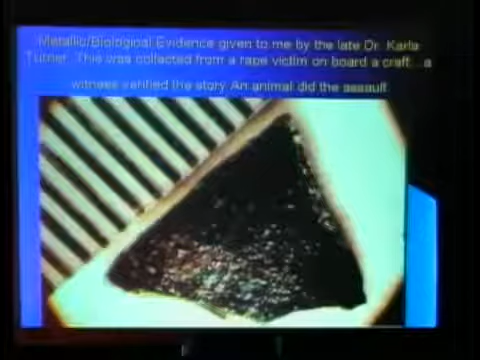 Metallic/Biological Evidence given to me by the late Dr. Karla
Turner. This was collected from a rape victim on board a craft...a
witness verified the story An animal did the assault